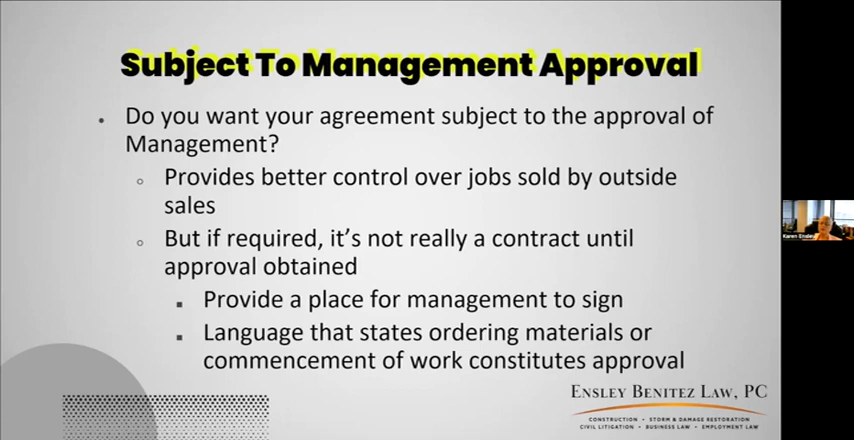 Subject To Management Approval
• Do you want your agreement subject to the approval of
Management?
○ Provides better control over jobs sold by outside
sales
○ But if required, it's not really a contract until
approval obtained
▪ Provide a place for management to sign
▪ Language that states ordering materials or
commencement of work constitutes approval
Karen Ensley
ENSLEY BENITEZ LAW, PC
CONSTRUCTION • STORM & DAMAGE RESTORATION
CIVIL LITIGATION • BUSINESS LAW • EMPLOYMENT LAW